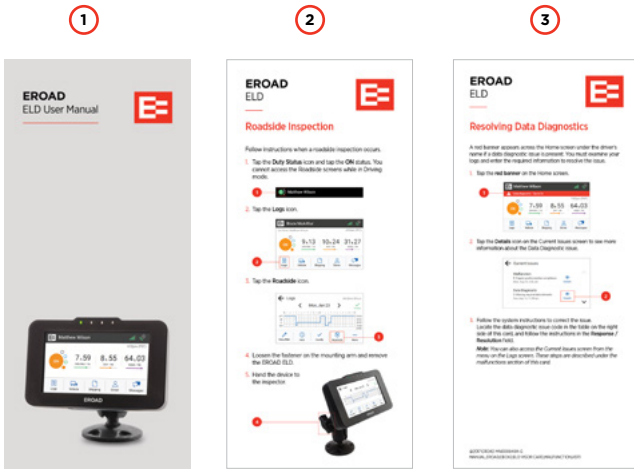 1
2
3
EROAD
ELD User Manual
Matthew Wilson
7.59
8.55
64.03
EROAD
EROAD
ELD
Roadside Inspection
Follow instructions when a roadside inspection occurs.
1. Tap the Duty Status icon and tap the ON status. You
cannot access the Roadside screens while in Driving
mode.
1
Matthew Wilson
2. Tap the Logs icon.
9.13
10.24
31.27
2
3. Tap the Roadside icon.
Logs
Mon, Jan 23
3
4. Loosen the fastener on the mounting arm and remove
the EROAD ELD.
5. Hand the device to
the inspector.
4
EROAD
ELD
Resolving Data Diagnostics
A red banner appears across the Home screen under the driver's
name if a data diagnostic issue is present. You must examine your
logs and enter the required information to resolve the issue.
1. Tap the red banner on the Home screen.
1
Matthew Wilson
7.59
8.55
64.03
2. Tap the Details icon on the Current Issues screen to see more
information about the Data Diagnostic issue.
Current Issues
2
3. Follow the system instructions to correct the issue.
Locate the data diagnostic issue code in the table on the right
side of this card, and follow the instructions in the Response /
Resolution field.
Note: You can also access the Current Issues screen from the
menu on the Logs screen. These steps are described under the
malfunctions section of this card.